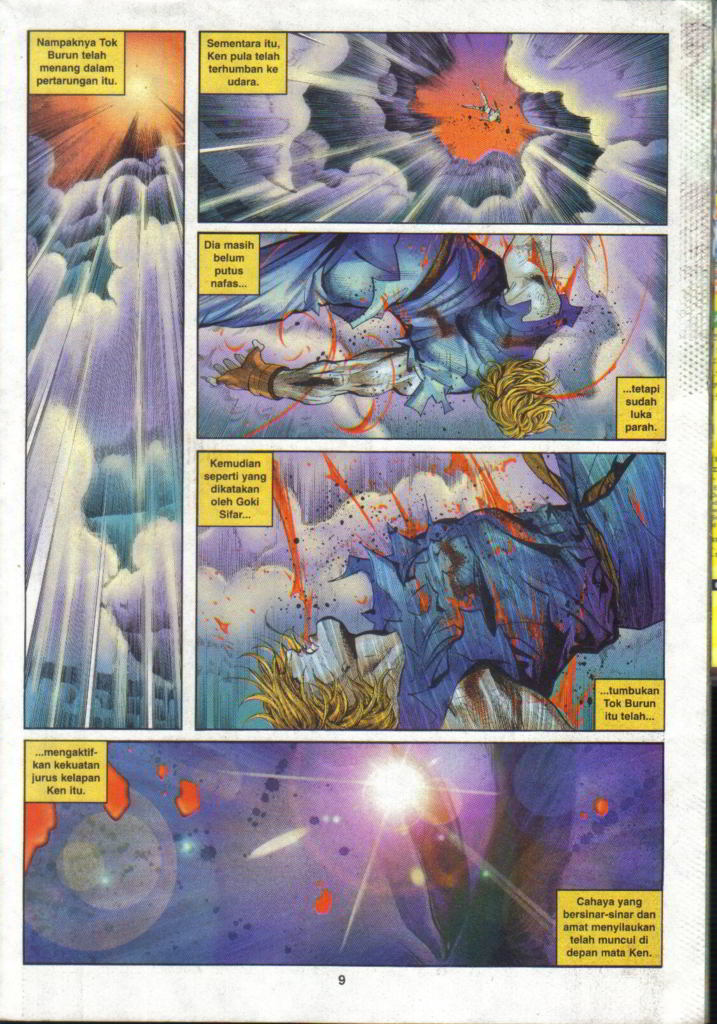 Nampaknya Tok
Burun telah
menang dalam
pertarungan itu.
Sementara itu,
Ken pula telah
terhumban ke
udara.
Dia masih
belum
putus
nafas...
...tetapi
sudah
luka
parah.
Kemudian
seperti yang
dikatakan
oleh Goki
Sifar...
...tumbukan
Tok Burun
itu telah...
...mengaktif-
kan kekuatan
jurus kelapan
Ken itu.
Cahaya yang
bersinar-sinar dan
amat menyilaukan
telah muncul di
depan mata Ken.
9